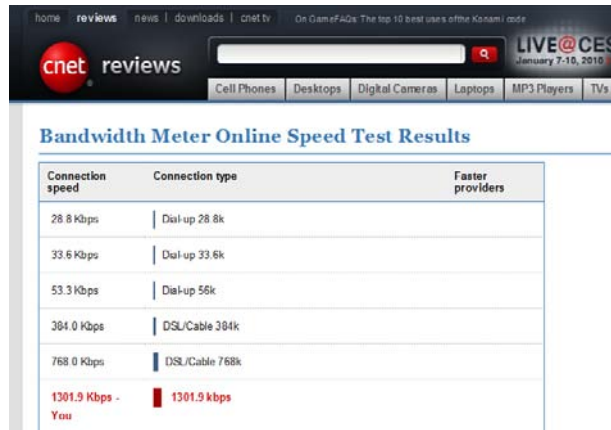 home reviews news | downloads | cnet tv On GameFAQs: The top 10 best uses of the Konami code
cnet reviews
LIVE@CES
January 7-10, 2010
Cell Phones Desktops Digital Cameras Laptops MP3 Players TVs
Bandwidth Meter Online Speed Test Results
Connection speed Connection type Faster providers
28.8 Kbps Dial-up 28.8k
33.6 Kbps Dial-up 33.6k
53.3 Kbps Dial-up 56k
384.0 Kbps DSL/Cable 384k
768.0 Kbps DSL/Cable 768k
1301.9 Kbps - 1301.9 kbps
You